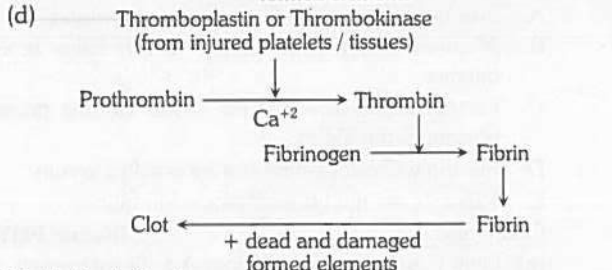 (d)
Thromboplastin or Thrombokinase
(from injured platelets / tissues)
Prothrombin Thrombin
Ca+2
Fibrinogen Fibrin
Clot Fibrin
+ dead and damaged
formed elements